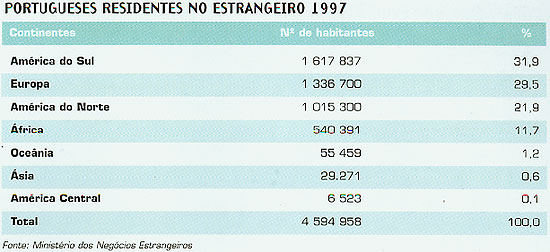 PORTUGUESES RESIDENTES NO ESTRANGEIRO 1997
Continentes Nº de habitantes %
América do Sul 1 617 837 31,9
Europa 1 336 700 29,5
América do Norte 1 015 300 21,9
África 540 391 11,7
Oceânia 55 459 1,2
Ásia 29.271 0,6
América Central 6 523 0,1
Total 4 594 958 100,0
Fonte: Ministério dos Negócios Estrangeiros